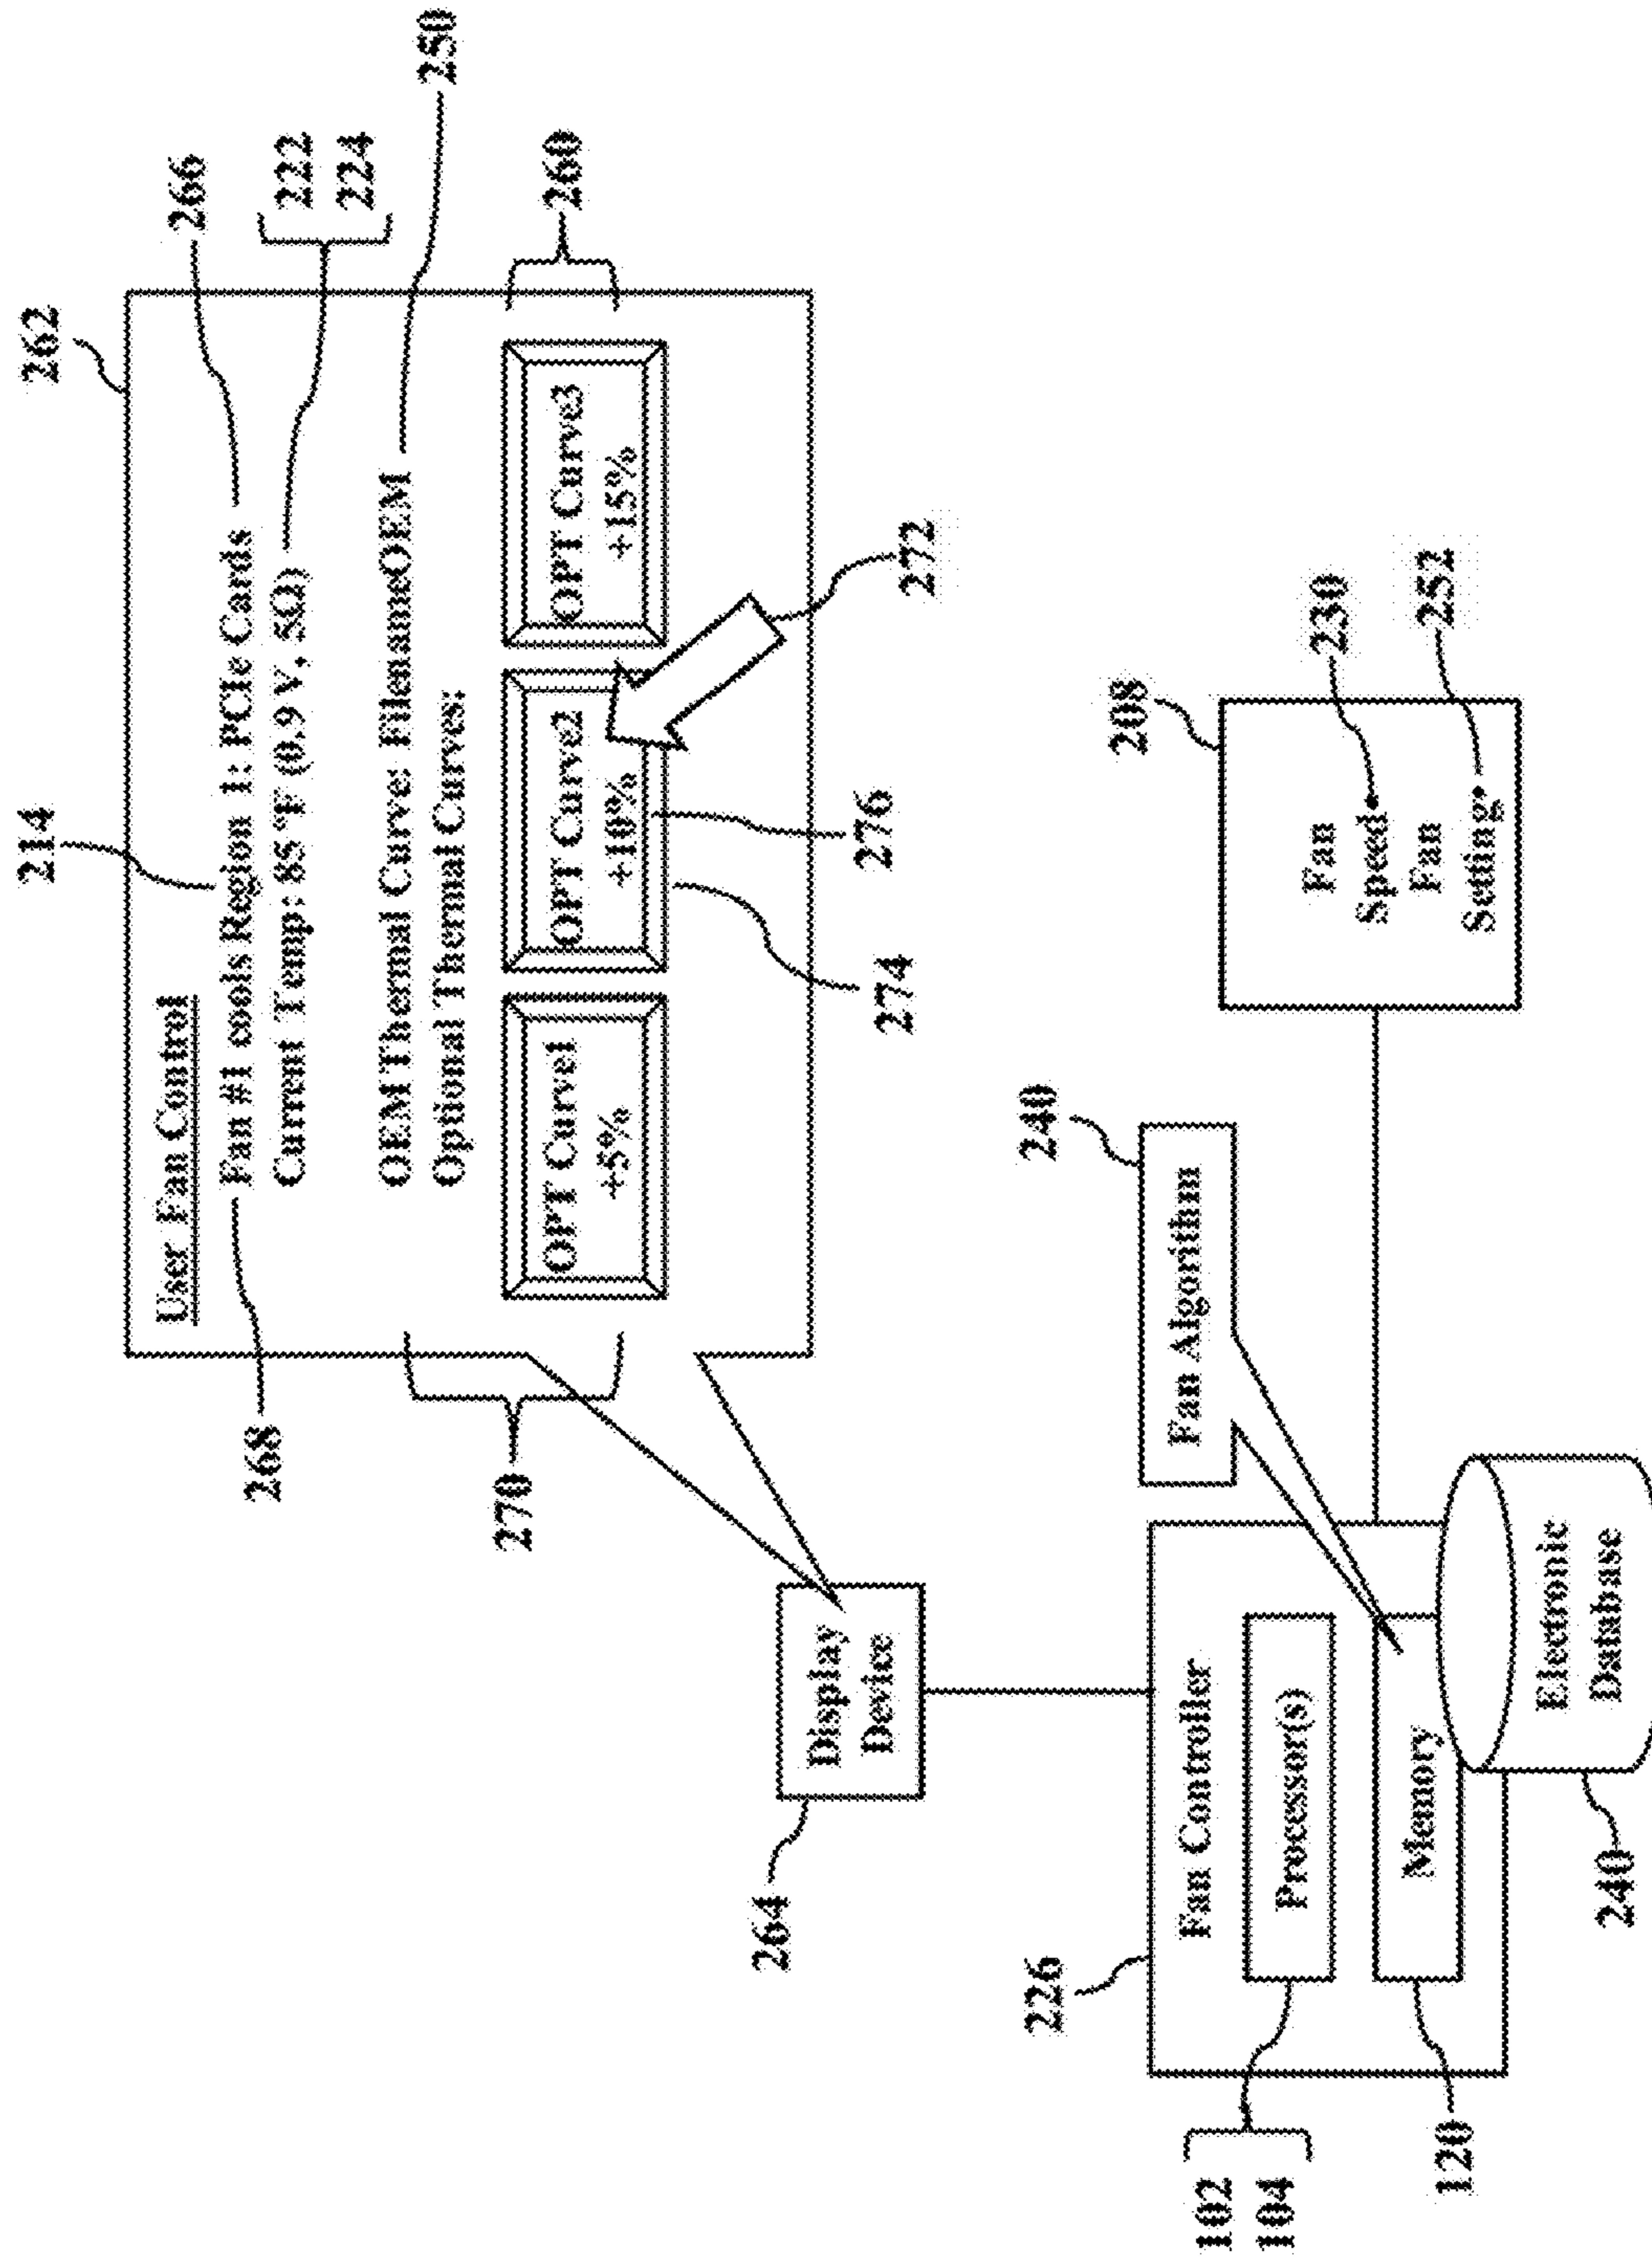 262
214
266
User Fan Control
Fan #1 cools Region 1: PCIe Cards
Current Temp: 85 °F (0.9 V, 5Ω)
222
224
268
OEM Thermal Curve: FilenameOEM
250
Optional Thermal Curves:
270
260
OPT Curve1
+5%
OPT Curve2
+10%
OPT Curve3
+15%
276
272
274
264
Display
Device
240
208
226
Fan Controller
Fan Algorithm
102
104
Processor(s)
Fan
Speed
230
Fan
Setting
252
120
Memory
Electronic
Database
240